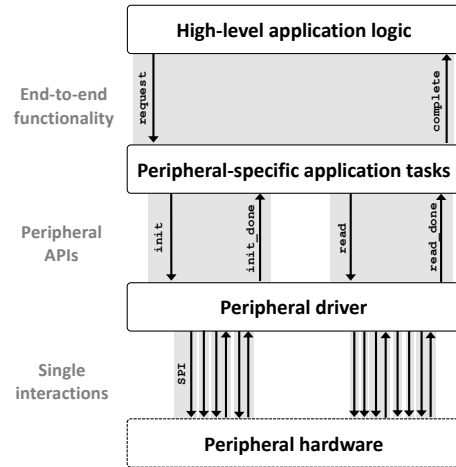 High-level application logic
End-to-end
functionality
request
complete
Peripheral-specific application tasks
Peripheral
APIs
init
init_done
read
read_done
Peripheral driver
Single
interactions
SPI
Peripheral hardware